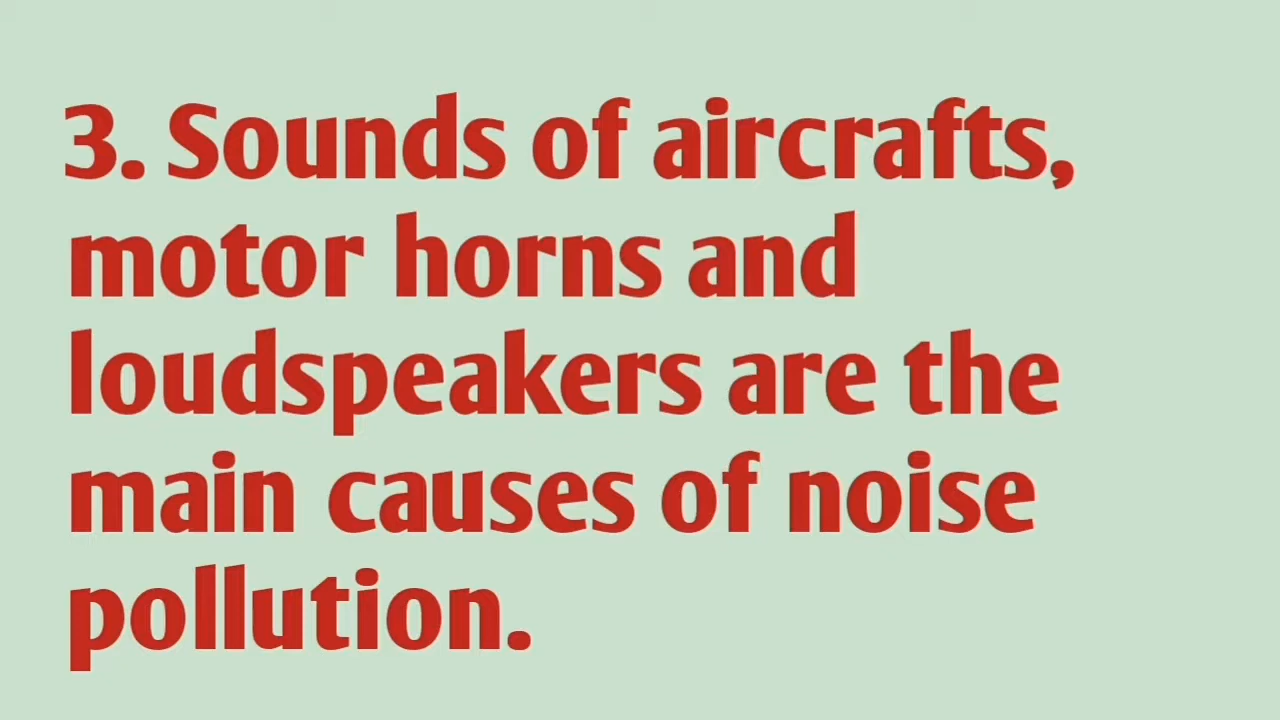 3. Sounds of aircrafts,
motor horns and
loudspeakers are the
main causes of noise
pollution.